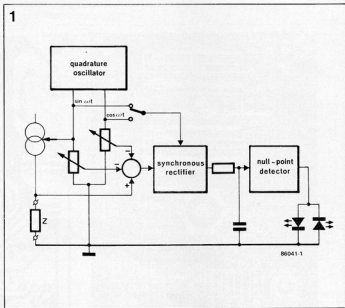 1
quadrature
oscillator
sin ωt
cos ωt
−
−
+
synchronous
rectifier
null-point
detector
Z
86041-1